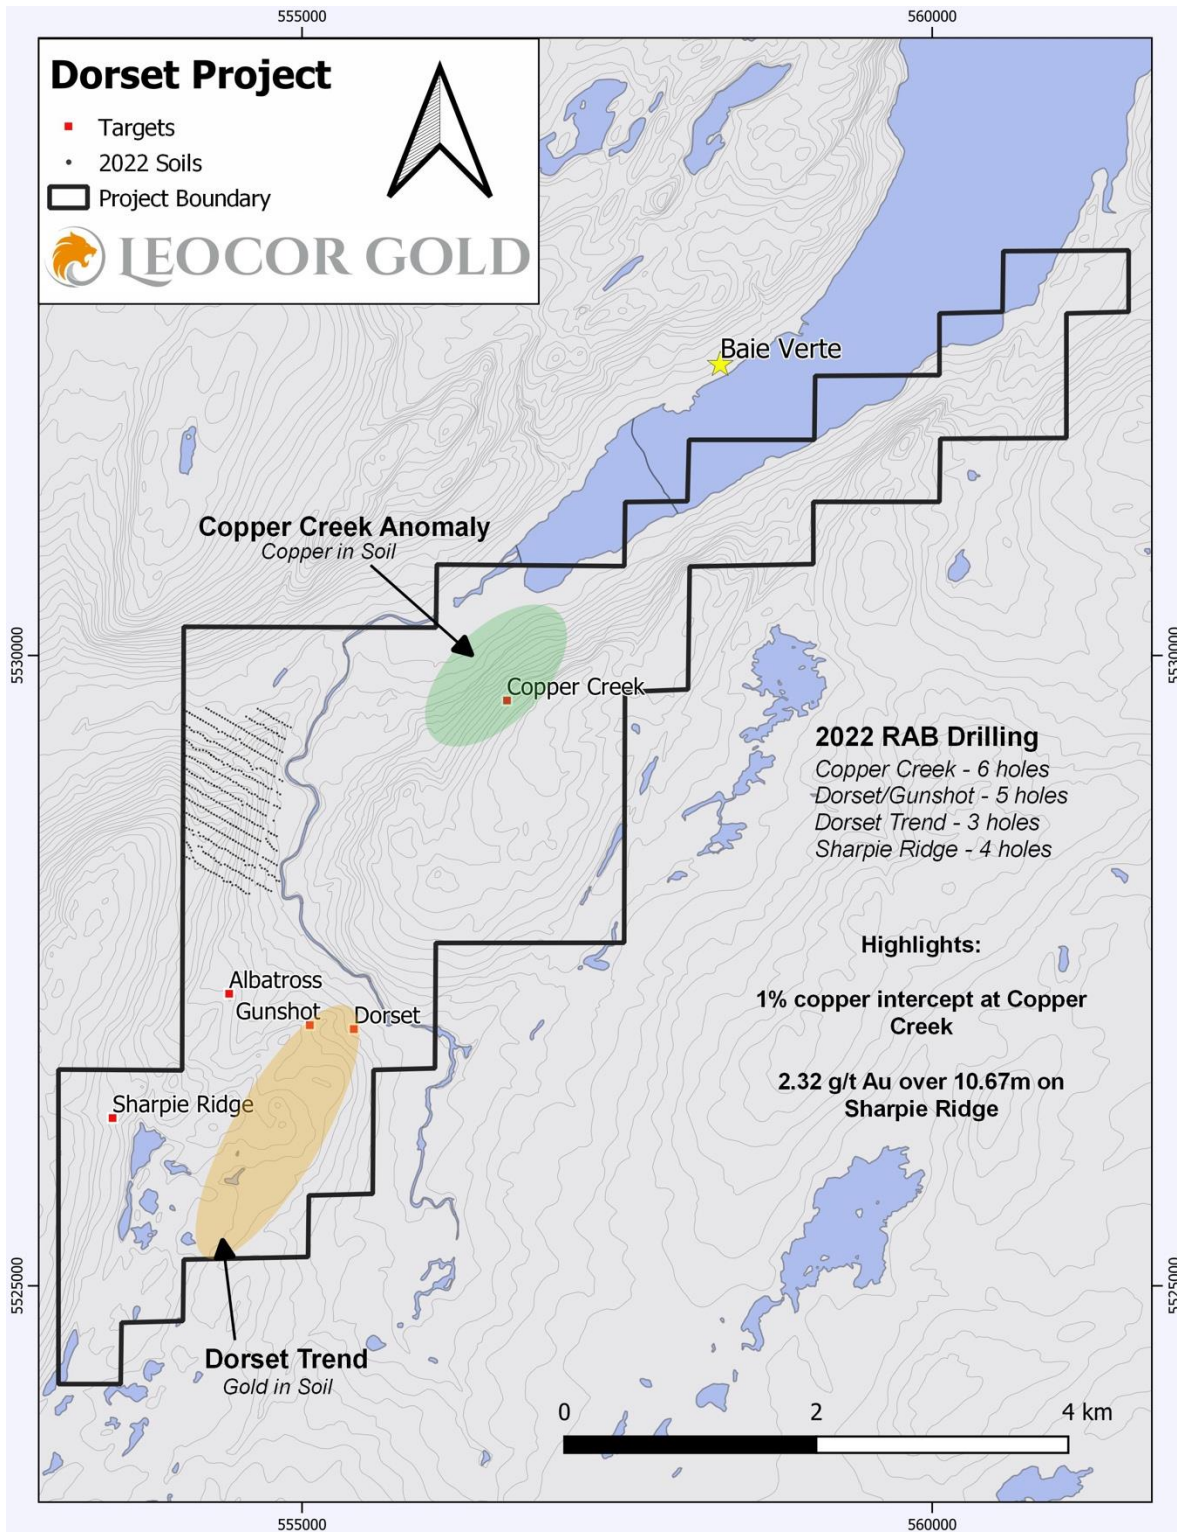 555000
560000
Dorset Project
Targets
2022 Soils
Project Boundary
LEOCOR GOLD
Baie Verte
Copper Creek Anomaly
Copper in Soil
5530000
5530000
Copper Creek
2022 RAB Drilling
Copper Creek - 6 holes
Dorset/Gunshot - 5 holes
Dorset Trend - 3 holes
Sharpie Ridge - 4 holes
Highlights:
1% copper intercept at Copper
Creek
2.32 g/t Au over 10.67m on
Sharpie Ridge
Albatross
Gunshot
Dorset
Sharpie Ridge
5525000
5525000
Dorset Trend
Gold in Soil
0 2 4 km
555000
560000